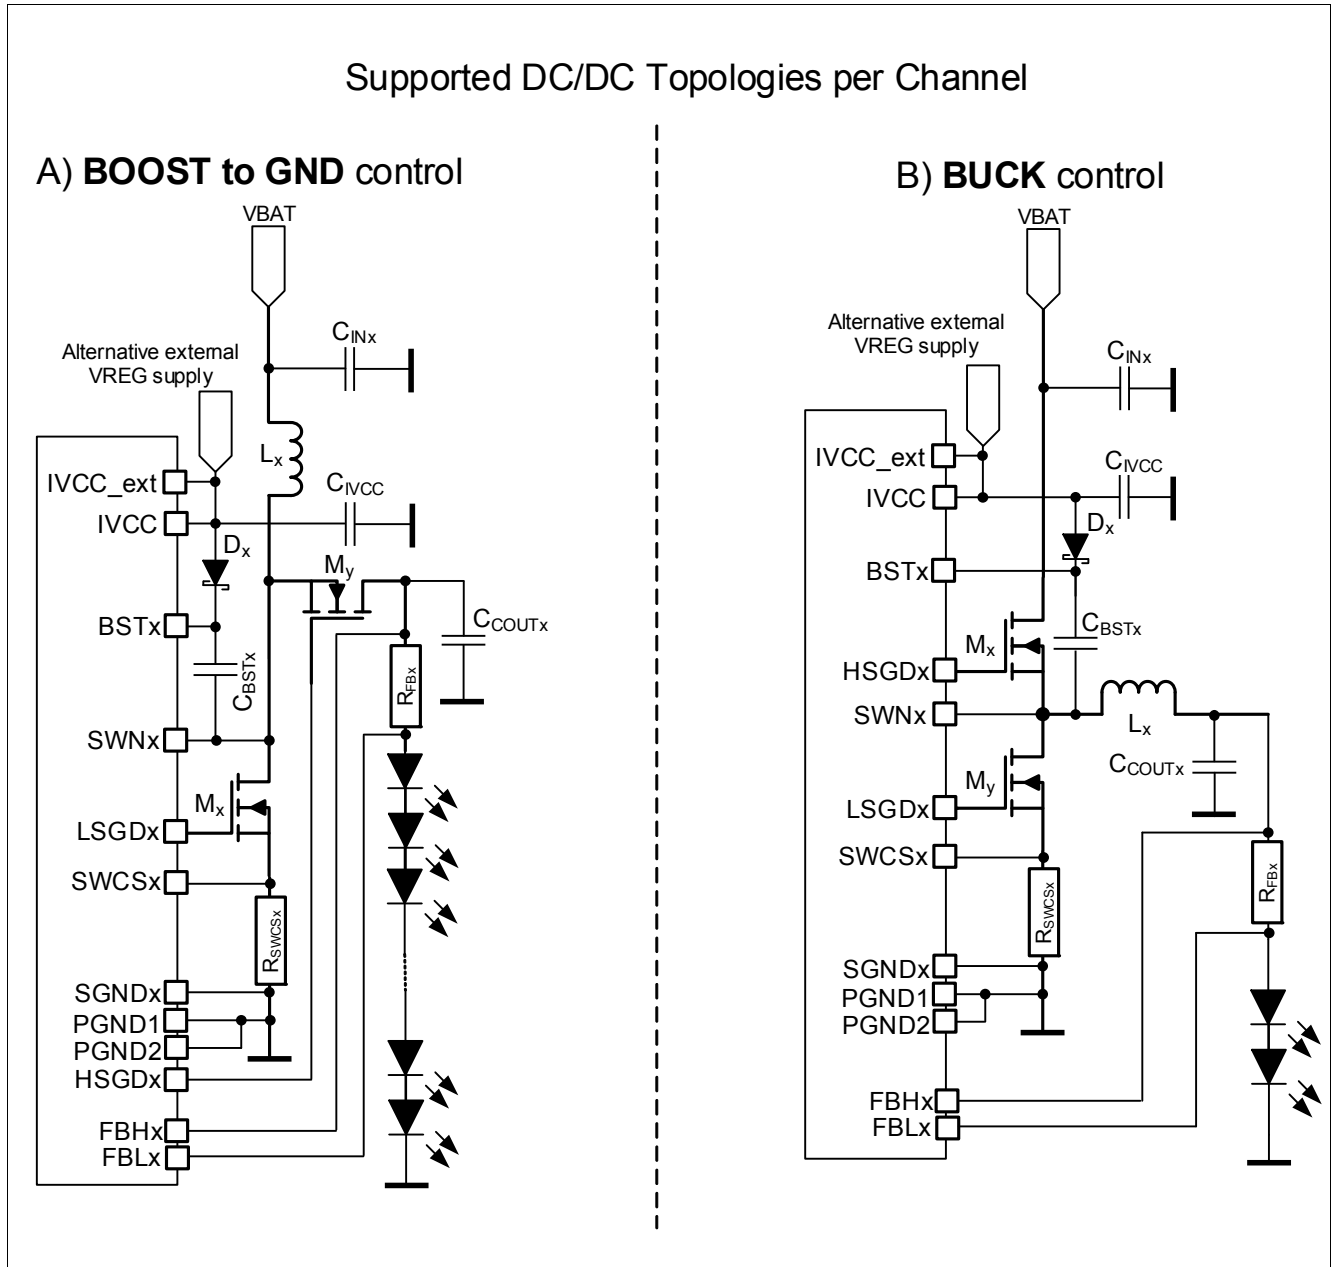 Supported DC/DC Topologies per Channel
A) BOOST to GND control
VBAT
CINx
Alternative external
VREG supply
Lx
IVCC_ext
CIVCC
IVCC
Dx
My
BSTx
CCOUTx
CBSTx
RFBx
SWNx
Mx
LSGDx
SWCSx
RSWCSx
SGNDx
PGND1
PGND2
HSGDx
FBHx
FBLx
B) BUCK control
VBAT
Alternative external
VREG supply
CINx
IVCC_ext
CIVCC
IVCC
Dx
BSTx
CBSTx
Mx
HSGDx
SWNx
Lx
CCOUTx
My
LSGDx
SWCSx
RFBx
RSWCSx
SGNDx
PGND1
PGND2
FBHx
FBLx